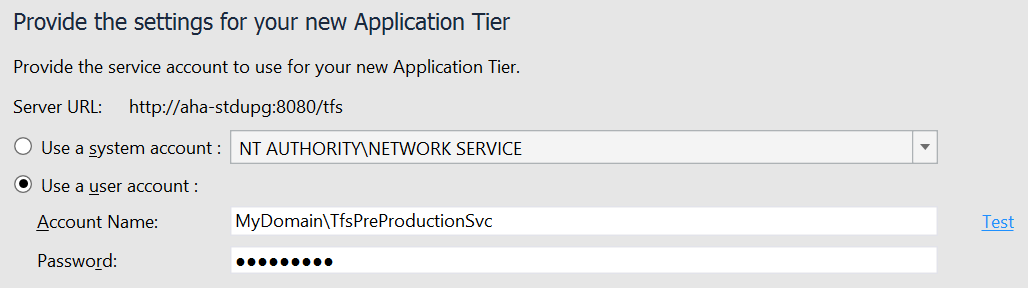 Provide the settings for your new Application Tier
Provide the service account to use for your new Application Tier.
Server URL: http://aha-stdupg:8080/tfs
Use a system account : NT AUTHORITY\NETWORK SERVICE
Use a user account :
Account Name: MyDomain\TfsPreProductionSvc Test
Password: ●●●●●●●●●